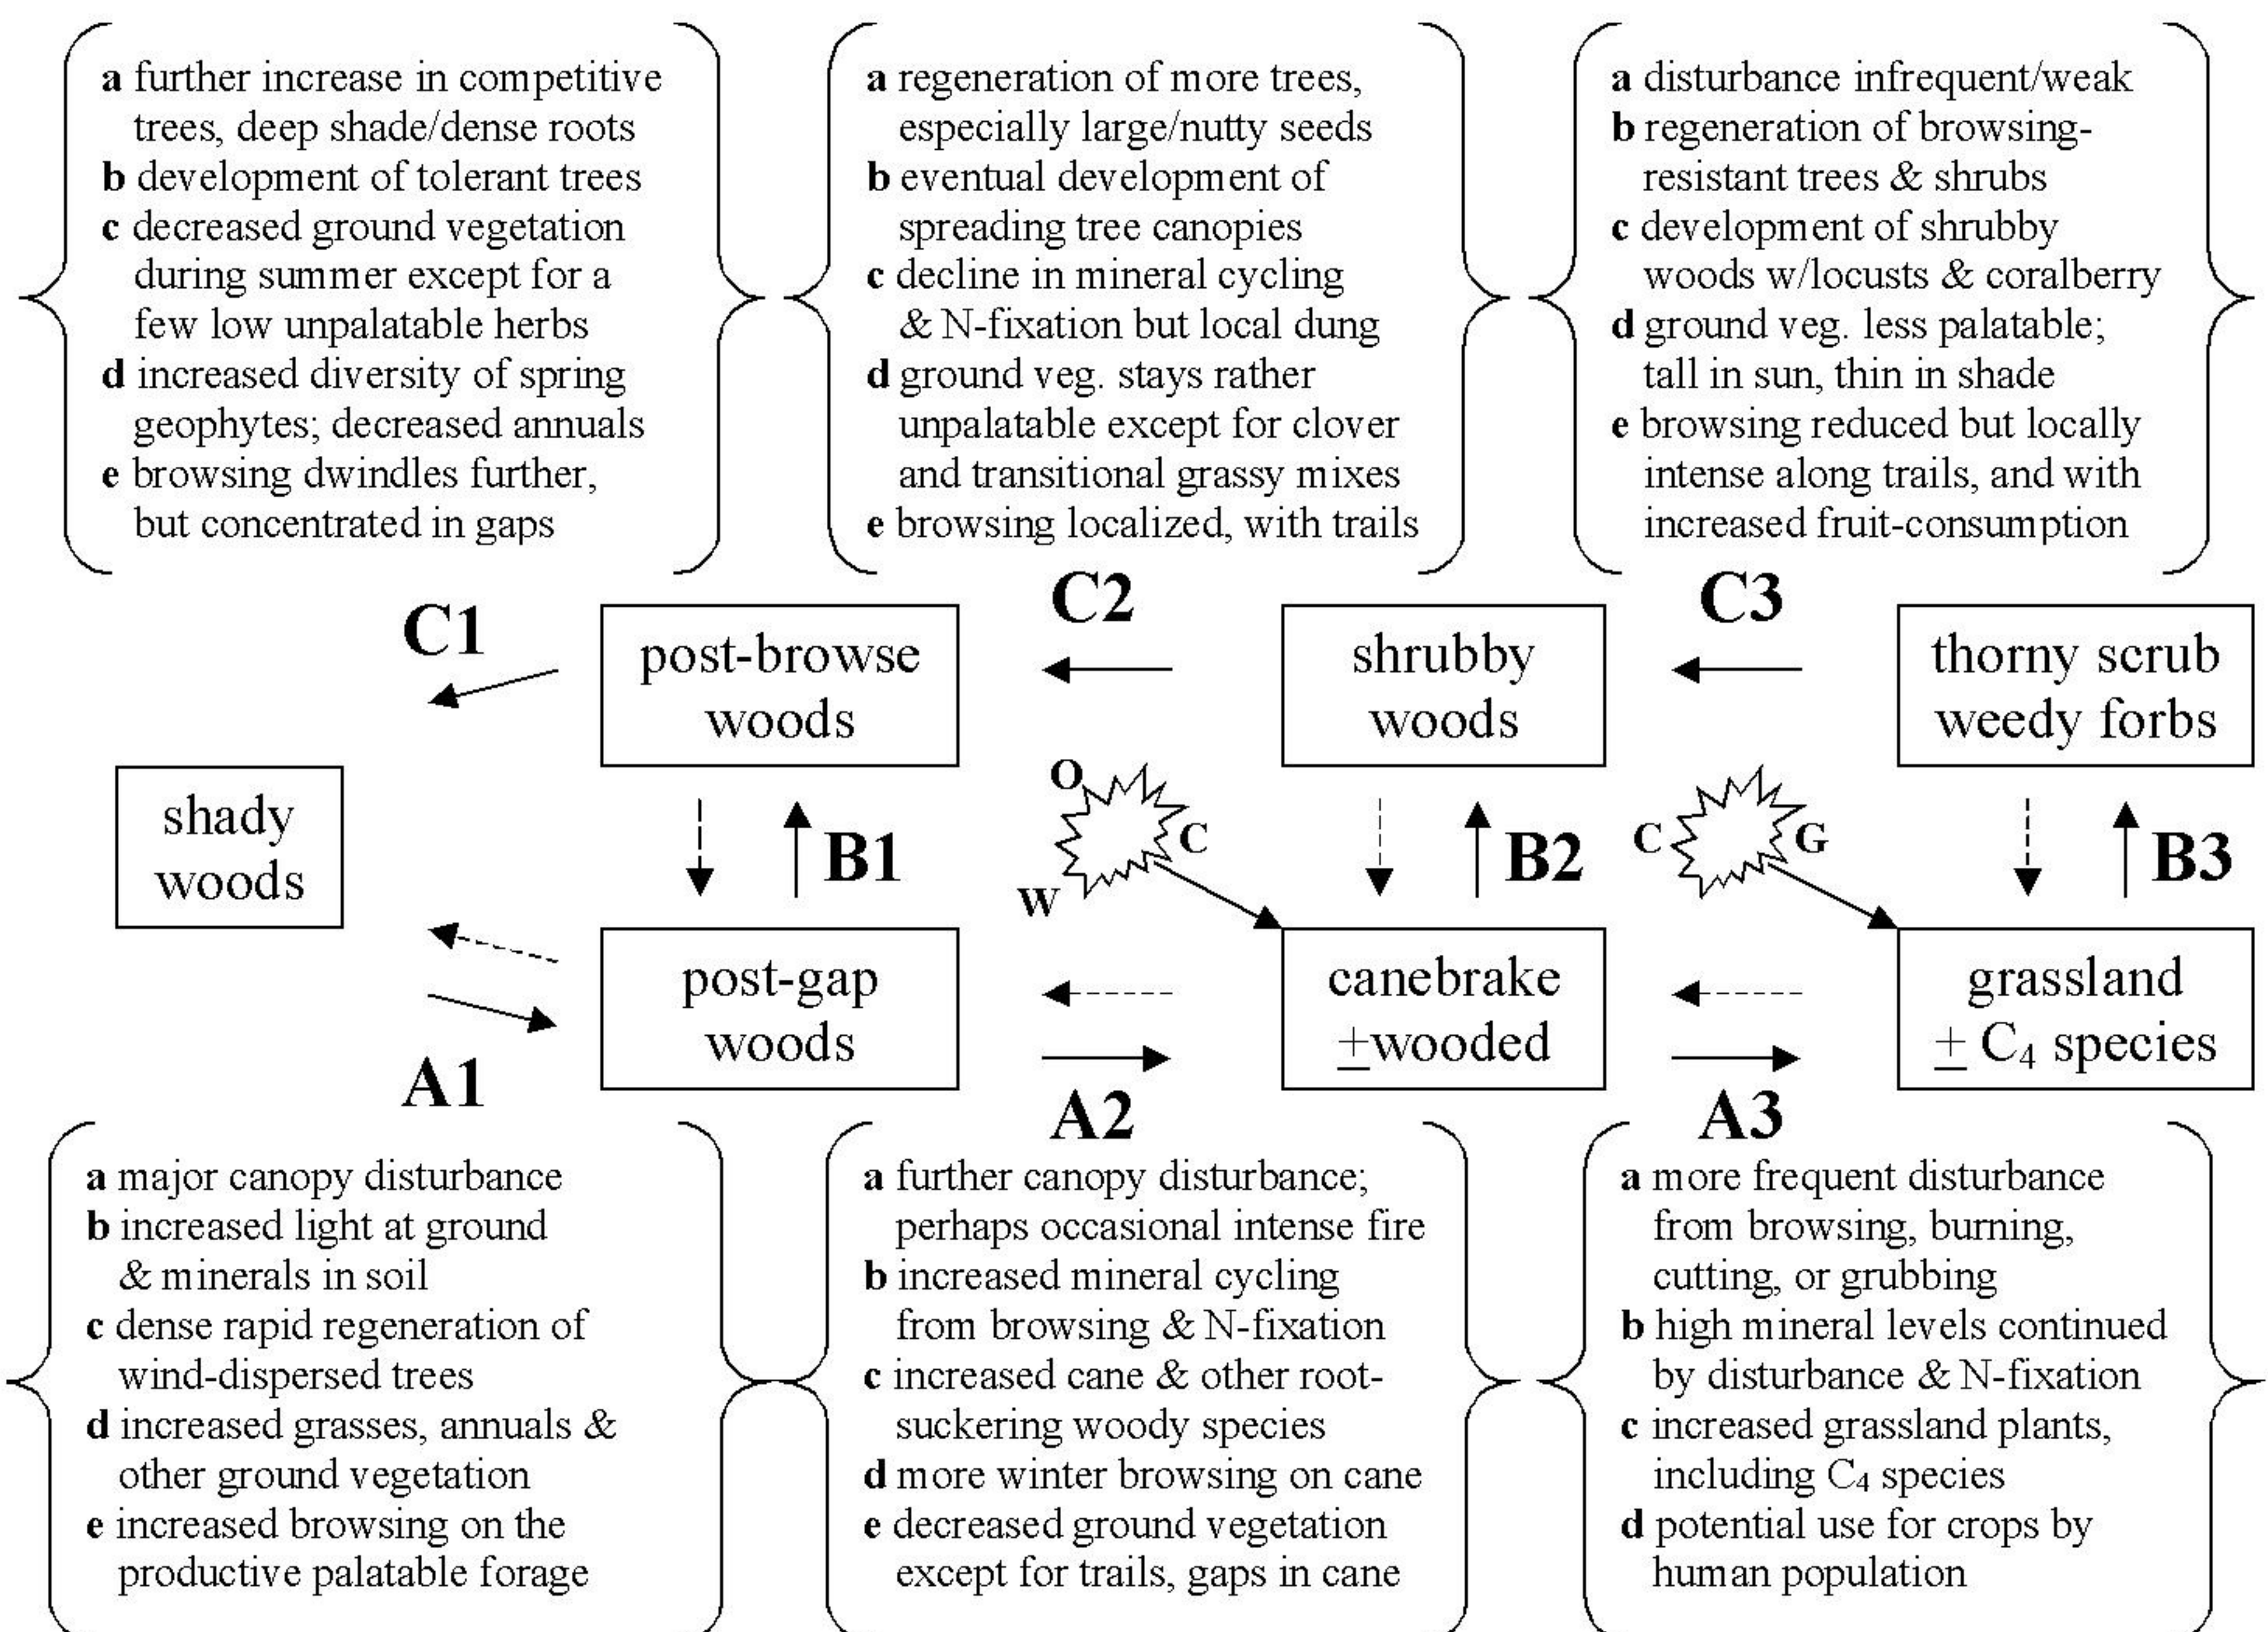 a further increase in competitive
trees, deep shade/dense roots
b development of tolerant trees
c decreased ground vegetation
during summer except for a
few low unpalatable herbs
d increased diversity of spring
geophytes; decreased annuals
e browsing dwindles further,
but concentrated in gaps
a regeneration of more trees,
especially large/nutty seeds
b eventual development of
spreading tree canopies
c decline in mineral cycling
& N-fixation but local dung
d ground veg. stays rather
unpalatable except for clover
and transitional grassy mixes
e browsing localized, with trails
a disturbance infrequent/weak
b regeneration of browsing-
resistant trees & shrubs
c development of shrubby
woods w/locusts & coralberry
d ground veg. less palatable;
tall in sun, thin in shade
e browsing reduced but locally
intense along trails, and with
increased fruit-consumption
C1
post-browse
woods
C2
shrubby
woods
C3
thorny scrub
weedy forbs
shady
woods
B1
O
C
W
B2
C
G
B3
post-gap
woods
canebrake
±wooded
grassland
± C₄ species
A1
A2
A3
a major canopy disturbance
b increased light at ground
& minerals in soil
c dense rapid regeneration of
wind-dispersed trees
d increased grasses, annuals &
other ground vegetation
e increased browsing on the
productive palatable forage
a further canopy disturbance;
perhaps occasional intense fire
b increased mineral cycling
from browsing & N-fixation
c increased cane & other root-
suckering woody species
d more winter browsing on cane
e decreased ground vegetation
except for trails, gaps in cane
a more frequent disturbance
from browsing, burning,
cutting, or grubbing
b high mineral levels continued
by disturbance & N-fixation
c increased grassland plants,
including C₄ species
d potential use for crops by
human population